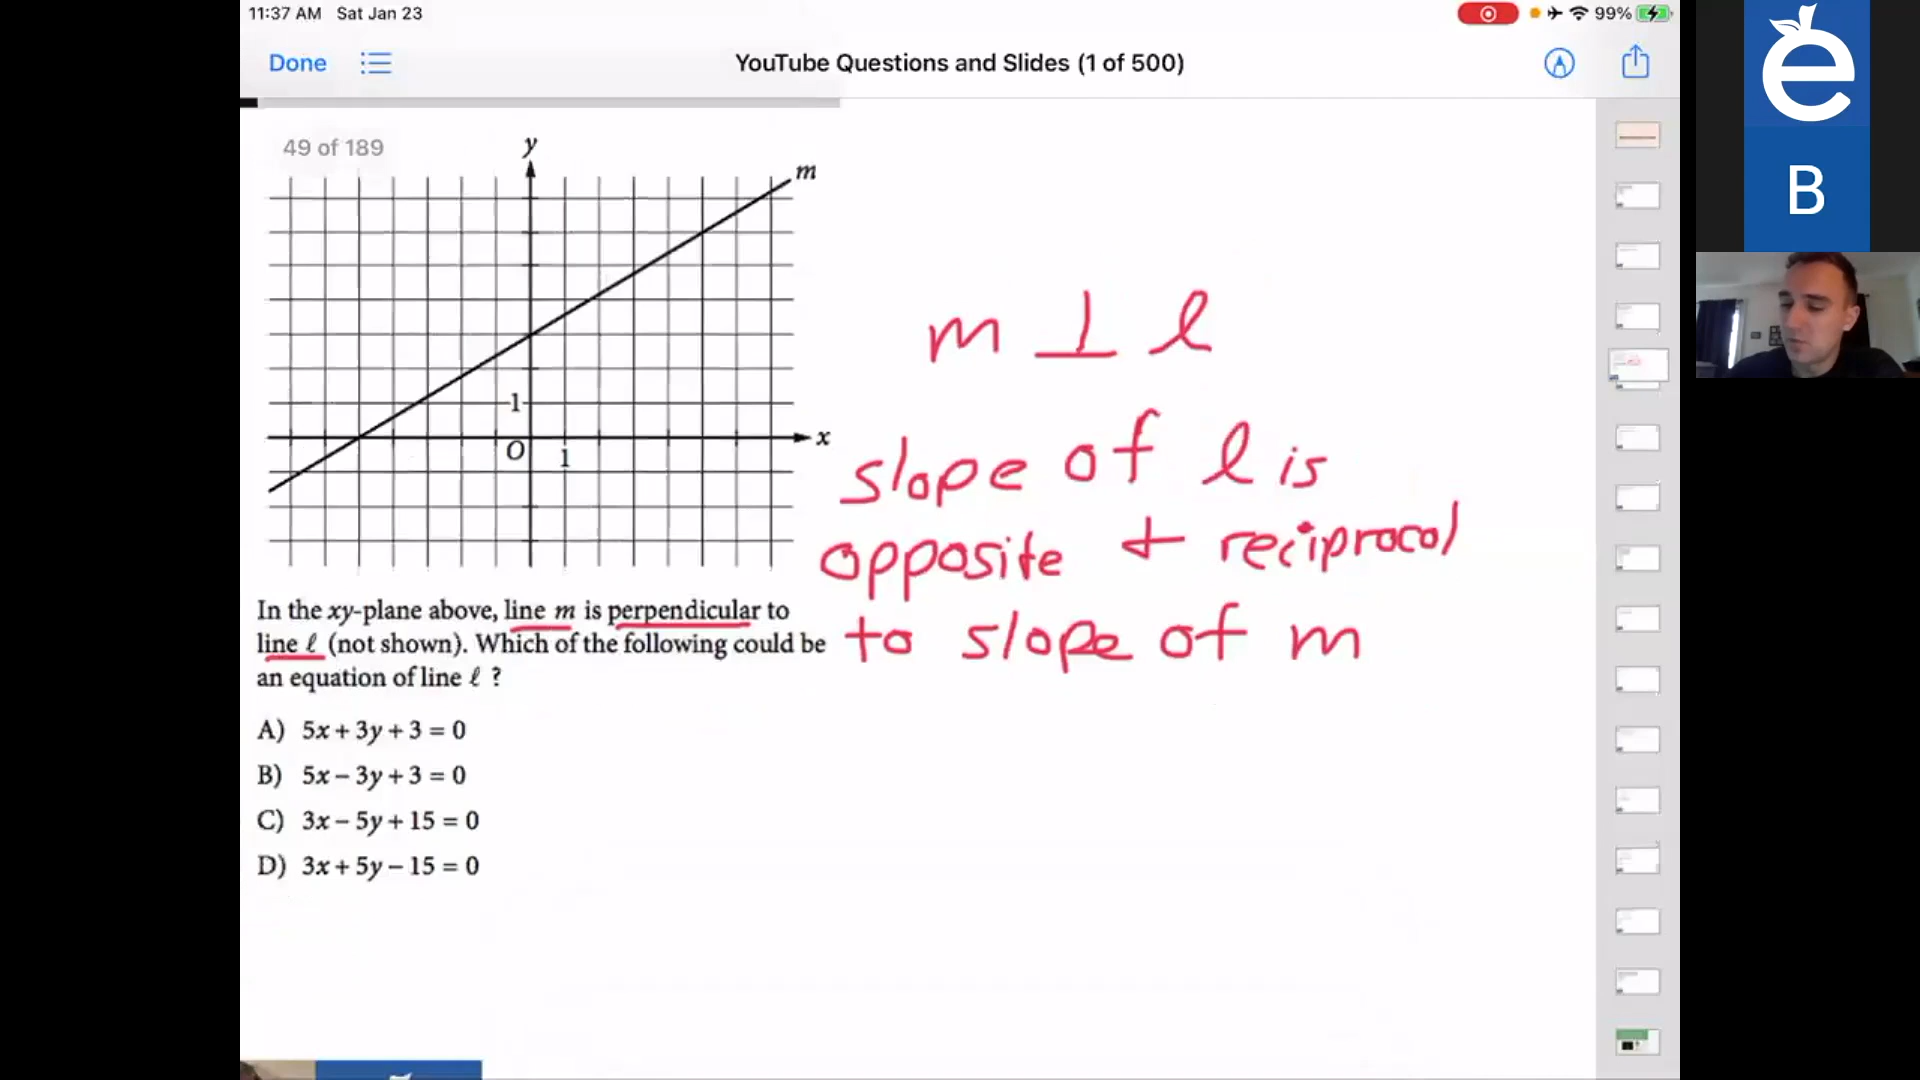 11:37 AM Sat Jan 23
99%
Done
YouTube Questions and Slides (1 of 500)
e
B
49 of 189
y
m
1
O
1
x
m ⊥ l
slope of l is
opposite + reciprocol
to slope of m
In the xy-plane above, line m is perpendicular to
line ℓ (not shown). Which of the following could be
an equation of line ℓ ?
A) 5x + 3y + 3 = 0
B) 5x − 3y + 3 = 0
C) 3x − 5y + 15 = 0
D) 3x + 5y − 15 = 0